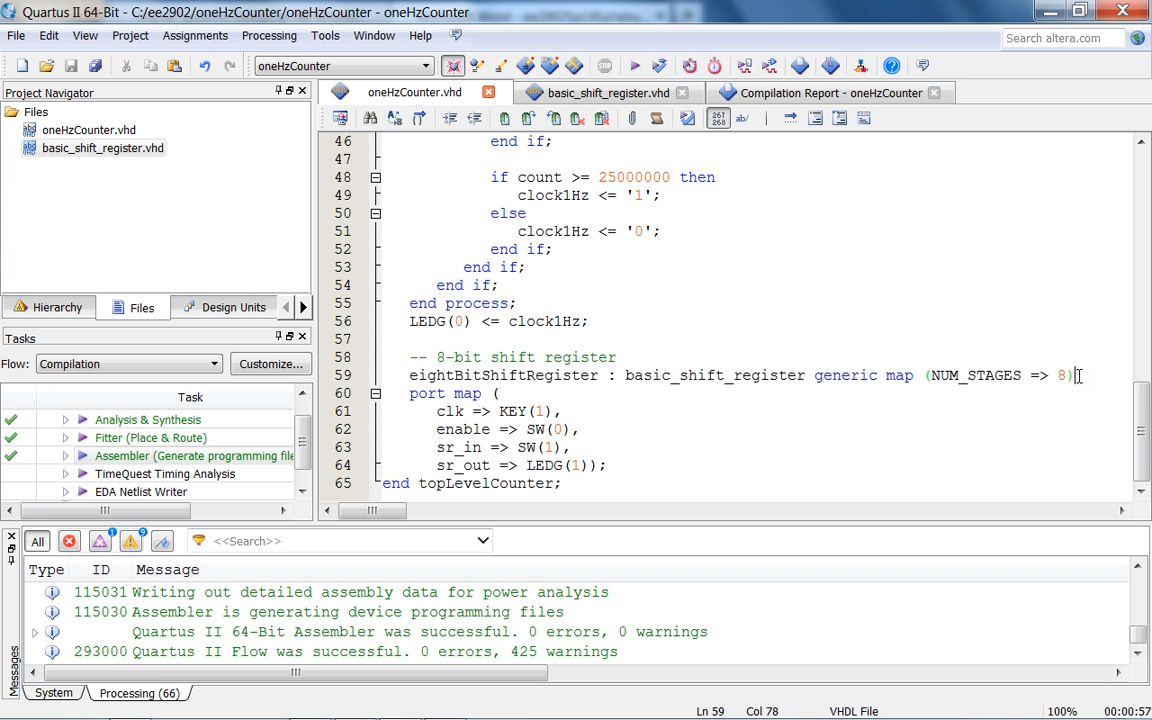 Quartus II 64-Bit - C:/ee2902/oneHzCounter/oneHzCounter - oneHzCounter
File Edit View Project Assignments Processing Tools Window Help
Search altera.com
oneHzCounter
Project Navigator
oneHzCounter.vhd
basic_shift_register.vhd
Compilation Report - oneHzCounter
Files
oneHzCounter.vhd
basic_shift_register.vhd
Hierarchy Files Design Units
Tasks
Flow: Compilation Customize...
Task
Analysis & Synthesis
Fitter (Place & Route)
Assembler (Generate programming file
TimeQuest Timing Analysis
EDA Netlist Writer
267 268 ab/
46 end if;
47
48 if count >= 25000000 then
49 clock1Hz <= '1';
50 else
51 clock1Hz <= '0';
52 end if;
53 end if;
54 end if;
55 end process;
56 LEDG(0) <= clock1Hz;
57
58 -- 8-bit shift register
59 eightBitShiftRegister : basic_shift_register generic map (NUM_STAGES => 8)
60 port map (
61 clk => KEY(1),
62 enable => SW(0),
63 sr_in => SW(1),
64 sr_out => LEDG(1));
65 end topLevelCounter;
All 1 9 <<Search>>
Type ID Message
115031 Writing out detailed assembly data for power analysis
115030 Assembler is generating device programming files
Quartus II 64-Bit Assembler was successful. 0 errors, 0 warnings
293000 Quartus II Flow was successful. 0 errors, 425 warnings
Messages
System Processing (66)
Ln 59 Col 78 VHDL File 100% 00:00:57